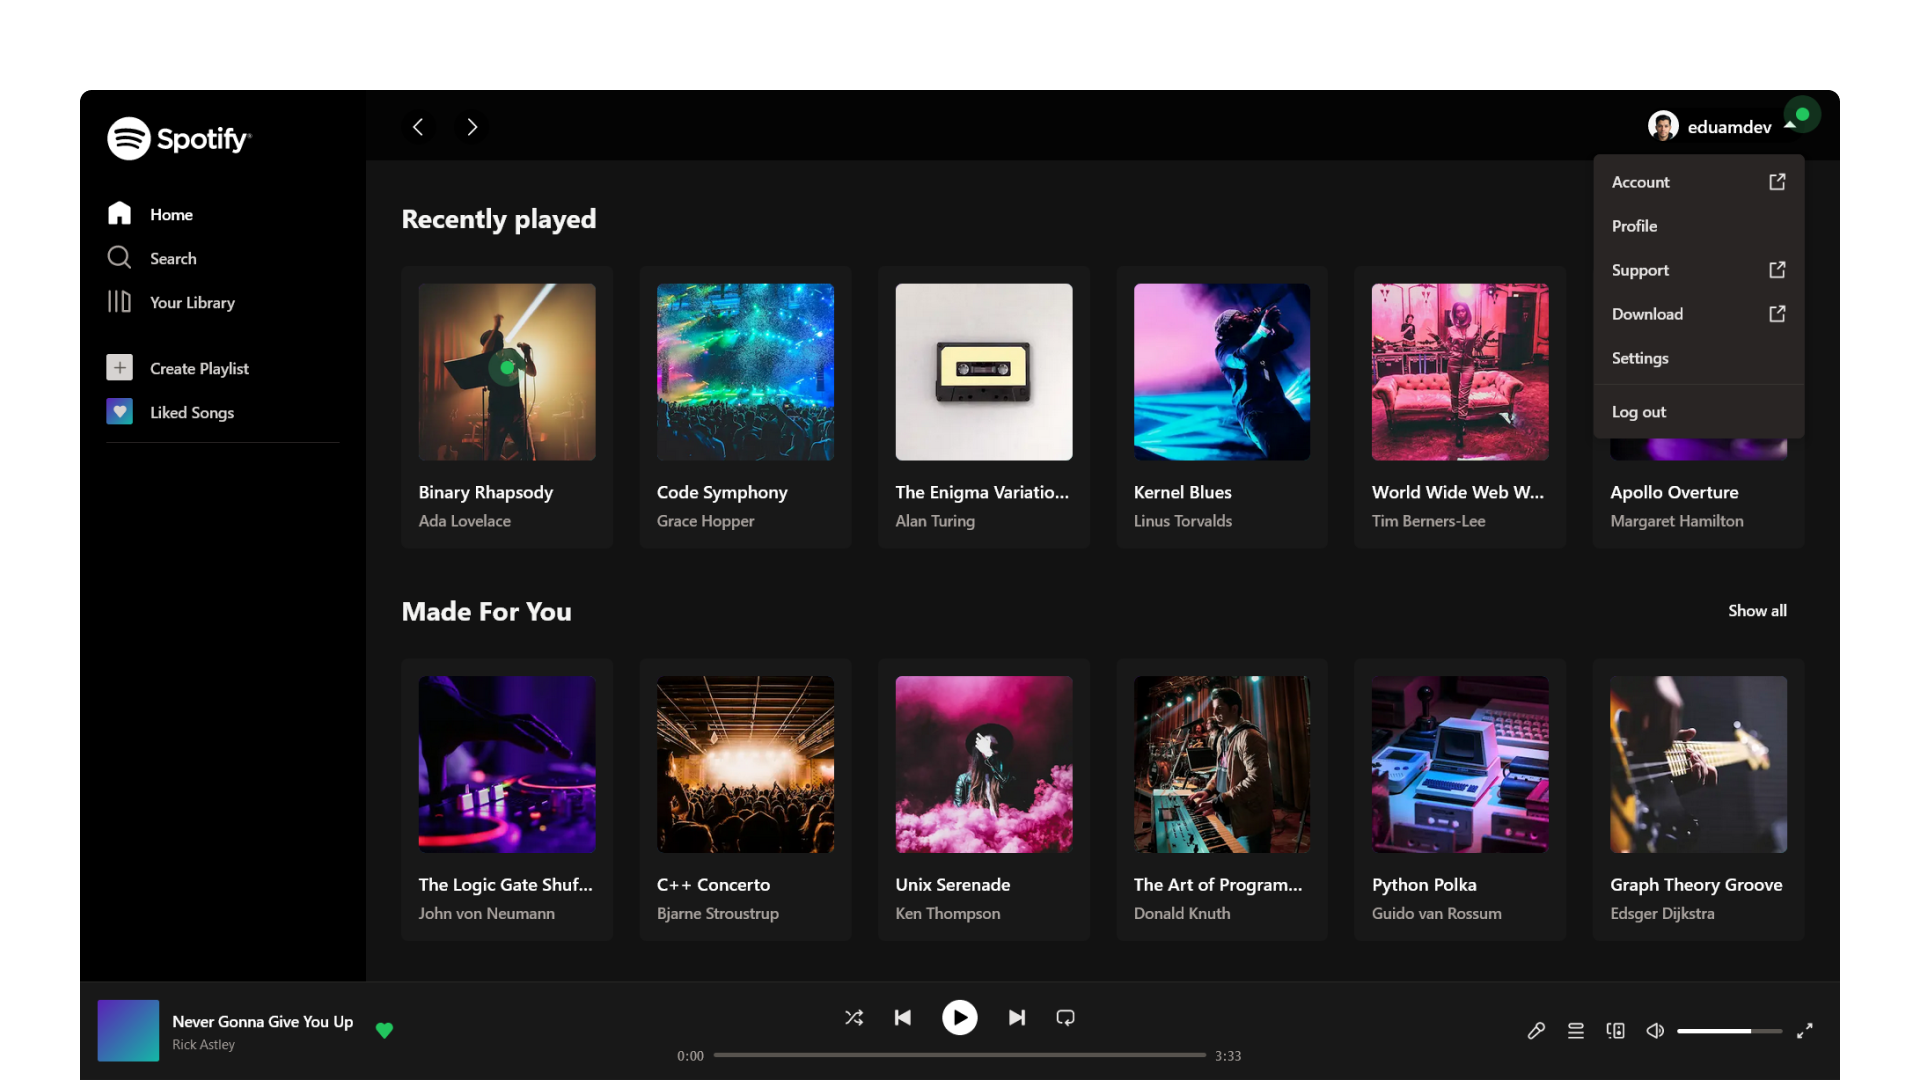 Spotify
eduamdev
Home
Search
Your Library
Create Playlist
Liked Songs
Account
Profile
Support
Download
Settings
Log out
Recently played
Binary Rhapsody
Ada Lovelace
Code Symphony
Grace Hopper
The Enigma Variatio...
Alan Turing
Kernel Blues
Linus Torvalds
World Wide Web W...
Tim Berners-Lee
Apollo Overture
Margaret Hamilton
Made For You
Show all
The Logic Gate Shuf...
John von Neumann
C++ Concerto
Bjarne Stroustrup
Unix Serenade
Ken Thompson
The Art of Program...
Donald Knuth
Python Polka
Guido van Rossum
Graph Theory Groove
Edsger Dijkstra
Never Gonna Give You Up
Rick Astley
0:00
3:33